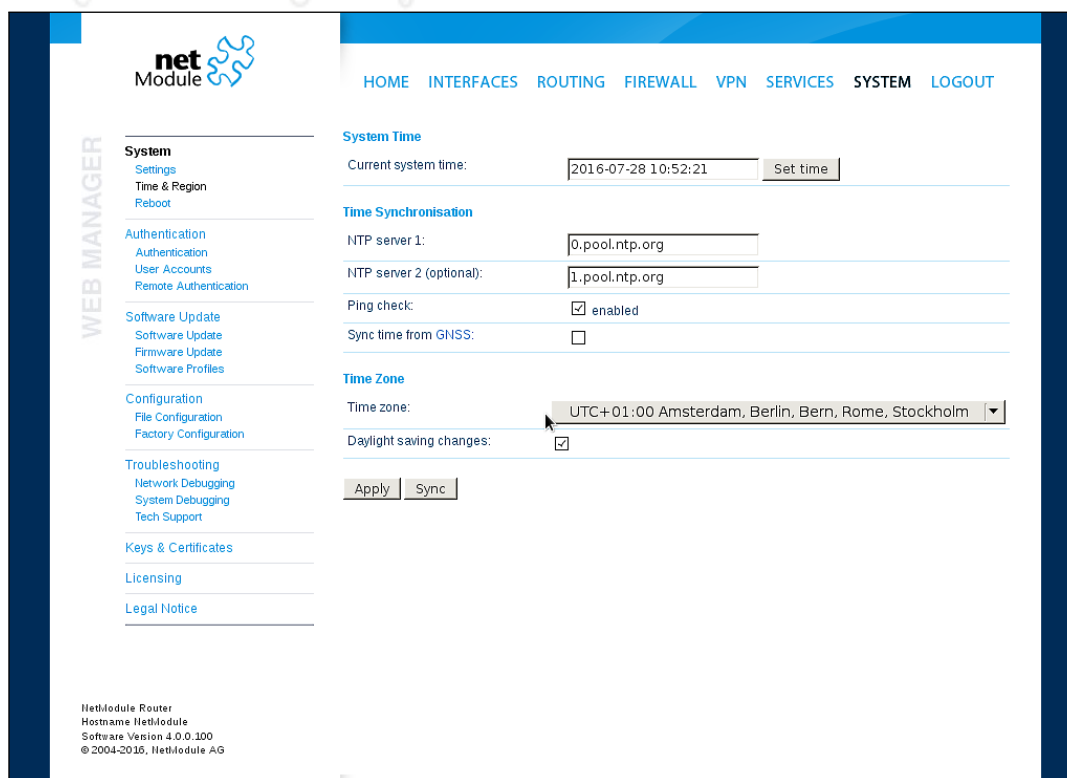 net
Module
HOME INTERFACES ROUTING FIREWALL VPN SERVICES SYSTEM LOGOUT
WEB MANAGER
System
Settings
Time & Region
Reboot
Authentication
Authentication
User Accounts
Remote Authentication
Software Update
Software Update
Firmware Update
Software Profiles
Configuration
File Configuration
Factory Configuration
Troubleshooting
Network Debugging
System Debugging
Tech Support
Keys & Certificates
Licensing
Legal Notice
System Time
Current system time: 2016-07-28 10:52:21 Set time
Time Synchronisation
NTP server 1: 0.pool.ntp.org
NTP server 2 (optional): 1.pool.ntp.org
Ping check: enabled
Sync time from GNSS:
Time Zone
Time zone: UTC+01:00 Amsterdam, Berlin, Bern, Rome, Stockholm
Daylight saving changes:
Apply Sync
NetModule Router
Hostname NetModule
Software Version 4.0.0.100
© 2004-2016, NetModule AG